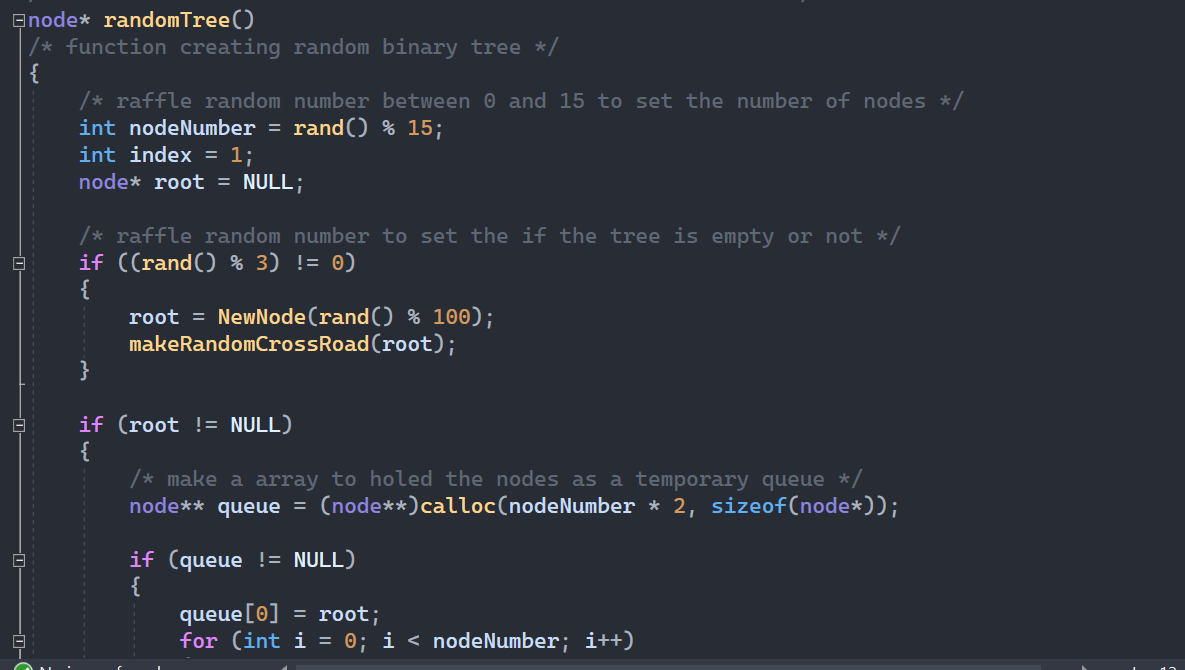 node* randomTree()
/* function creating random binary tree */
{
/* raffle random number between 0 and 15 to set the number of nodes */
int nodeNumber = rand() % 15;
int index = 1;
node* root = NULL;
/* raffle random number to set the if the tree is empty or not */
if ((rand() % 3) != 0)
{
root = NewNode(rand() % 100);
makeRandomCrossRoad(root);
}
if (root != NULL)
{
/* make a array to holed the nodes as a temporary queue */
node** queue = (node**)calloc(nodeNumber * 2, sizeof(node*));
if (queue != NULL)
{
queue[0] = root;
for (int i = 0; i < nodeNumber; i++)